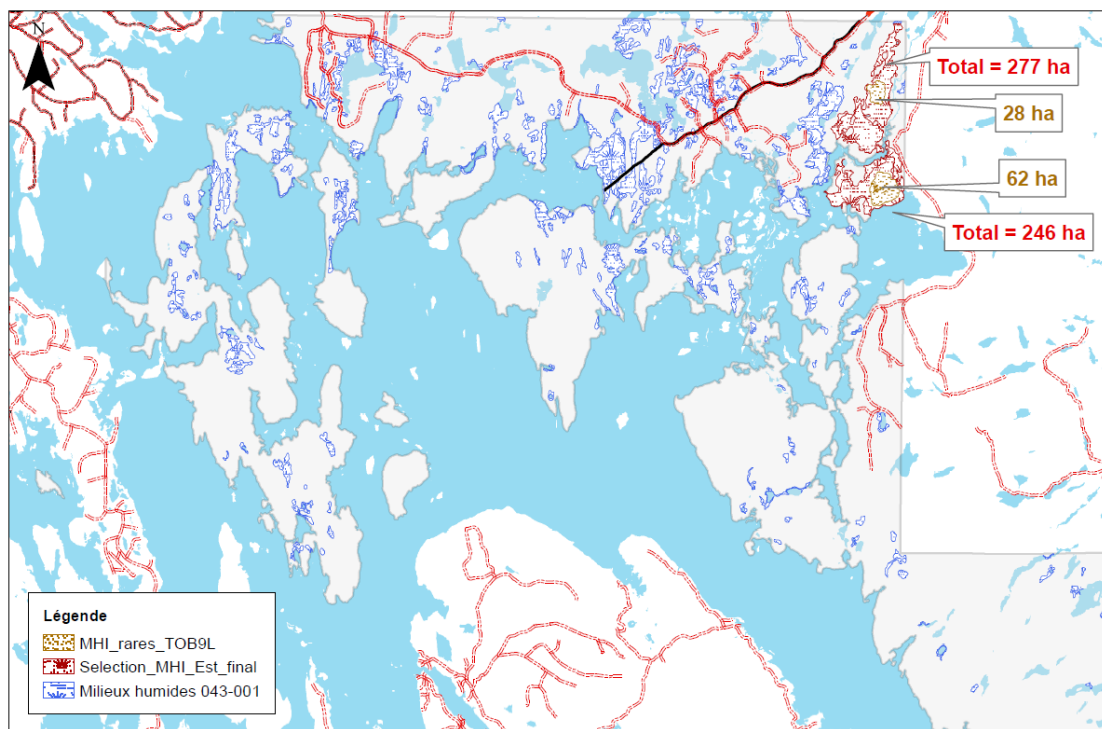 N
Total = 277 ha
28 ha
62 ha
Total = 246 ha
Légende
MHI_rares_TOB9L
Selection_MHI_Est_final
Milieux humides 043-001